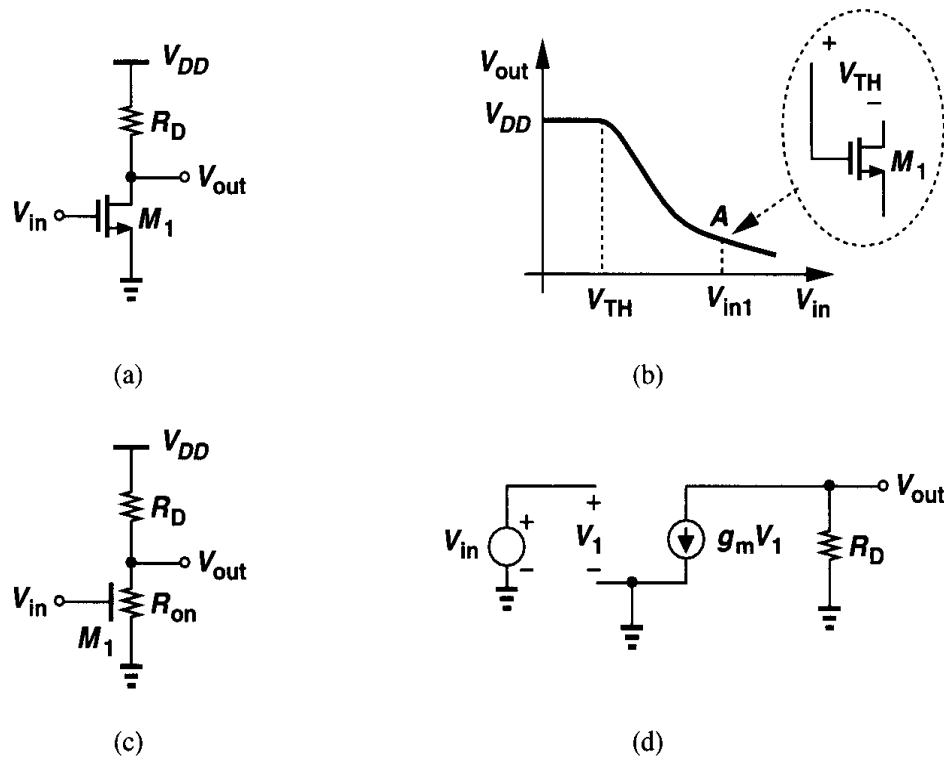 V_DD
R_D
V_out
V_in
M_1
(a)
V_out
V_DD
A
V_TH
V_in1
V_in
+
V_TH
−
M_1
(b)
V_DD
R_D
V_out
V_in
R_on
M_1
(c)
V_out
V_in
+
−
+
V_1
−
g_mV_1
R_D
(d)